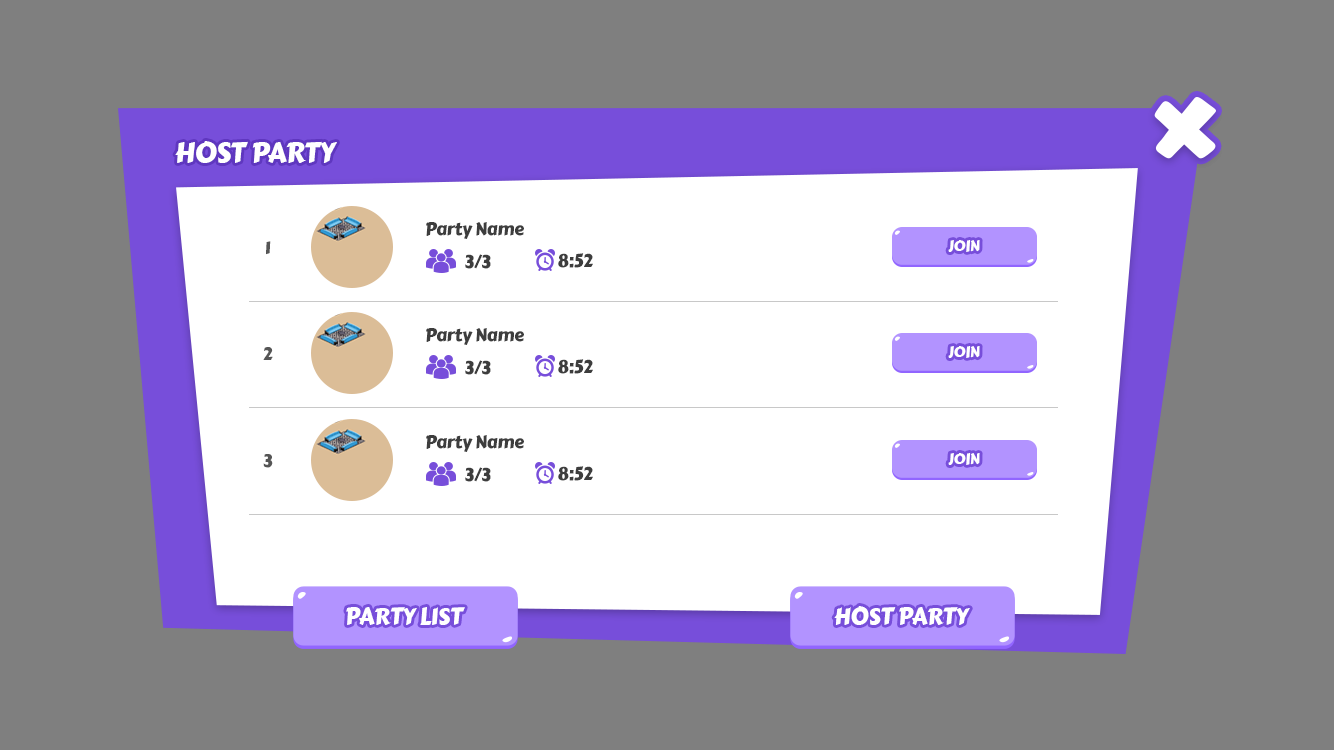 HOST PARTY
1
Party Name
3/3 8:52
JOIN
2
Party Name
3/3 8:52
JOIN
3
Party Name
3/3 8:52
JOIN
PARTY LIST
HOST PARTY